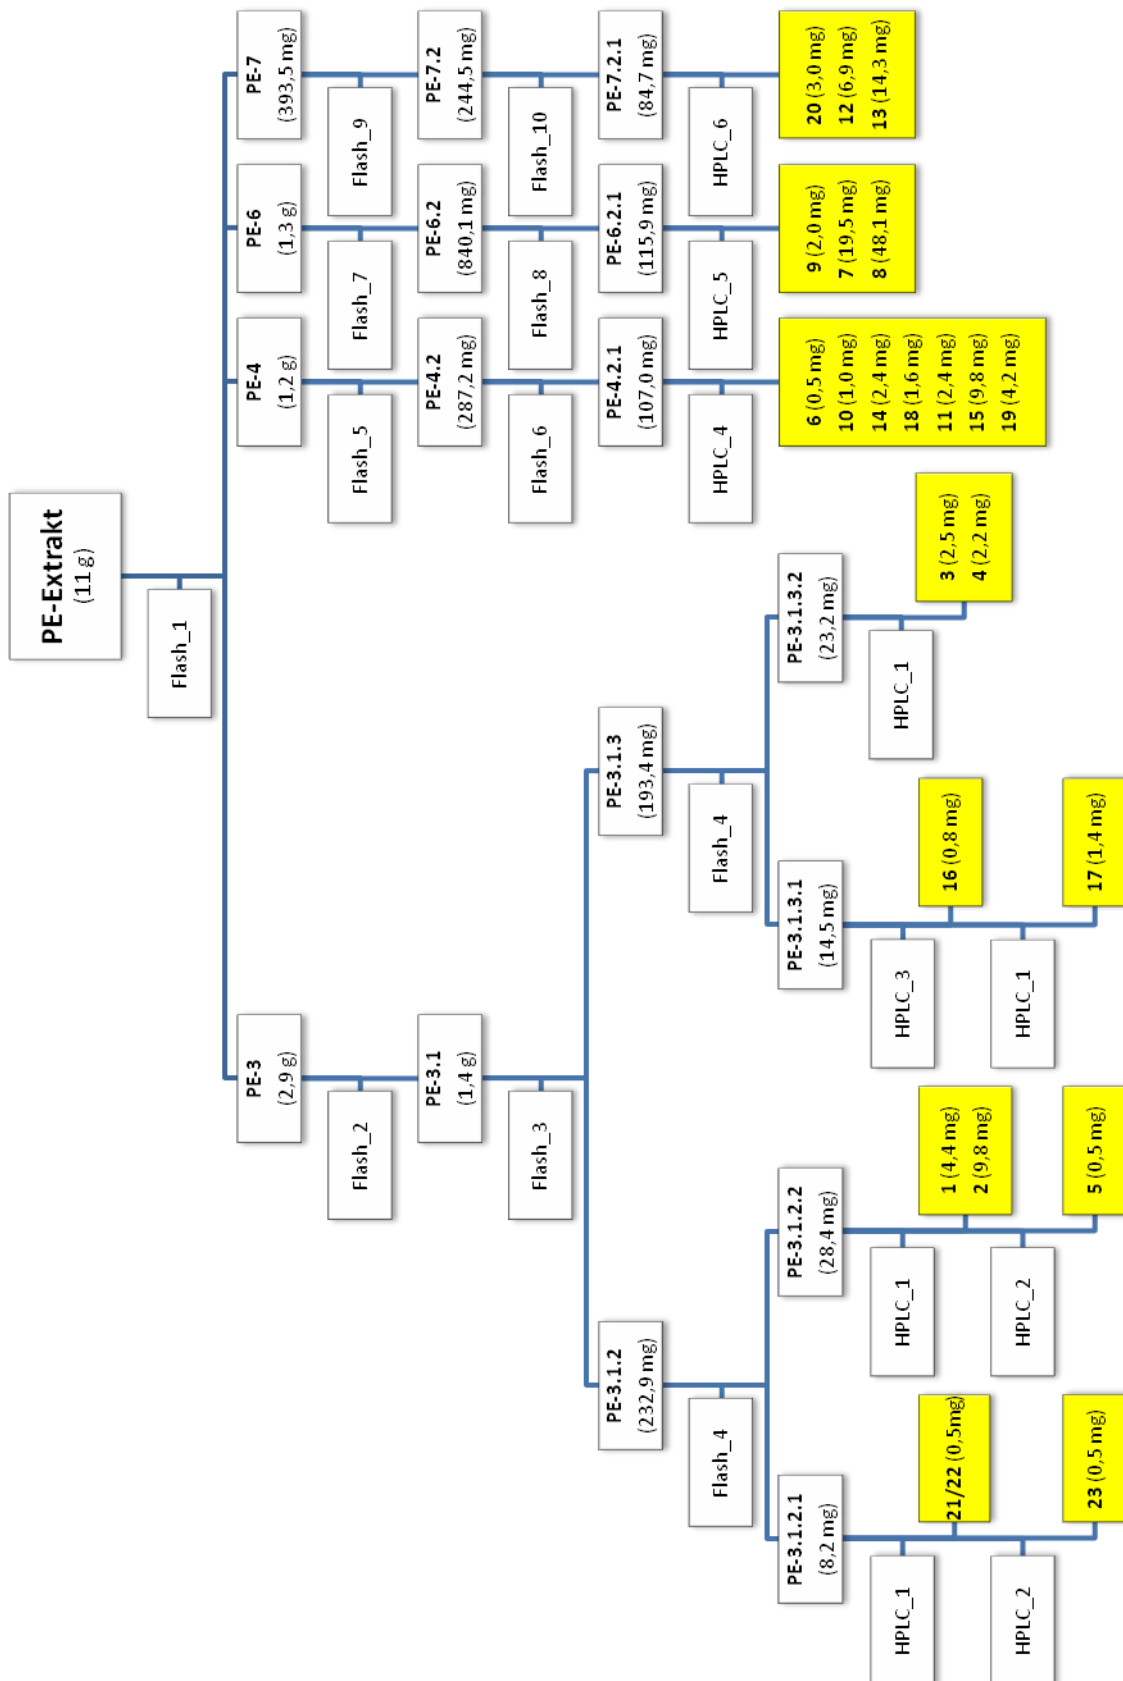 PE-Extrakt
(11 g)
Flash_1
PE-3
(2,9 g)
PE-4
(1,2 g)
PE-6
(1,3 g)
PE-7
(393,5 mg)
Flash_2
Flash_5
Flash_7
Flash_9
PE-3.1
(1,4 g)
PE-4.2
(287,2 mg)
PE-6.2
(840,1 mg)
PE-7.2
(244,5 mg)
Flash_3
Flash_6
Flash_8
Flash_10
PE-3.1.2
(232,9 mg)
PE-3.1.3
(193,4 mg)
PE-4.2.1
(107,0 mg)
PE-6.2.1
(115,9 mg)
PE-7.2.1
(84,7 mg)
Flash_4
Flash_4
HPLC_4
HPLC_5
HPLC_6
PE-3.1.2.1
(8,2 mg)
PE-3.1.2.2
(28,4 mg)
PE-3.1.3.1
(14,5 mg)
PE-3.1.3.2
(23,2 mg)
6 (0,5 mg)
10 (1,0 mg)
14 (2,4 mg)
18 (1,6 mg)
11 (2,4 mg)
15 (9,8 mg)
19 (4,2 mg)
9 (2,0 mg)
7 (19,5 mg)
8 (48,1 mg)
20 (3,0 mg)
12 (6,9 mg)
13 (14,3 mg)
HPLC_1
HPLC_1
HPLC_3
HPLC_1
21/22 (0,5mg)
1 (4,4 mg)
2 (9,8 mg)
16 (0,8 mg)
3 (2,5 mg)
4 (2,2 mg)
HPLC_2
HPLC_2
HPLC_1
23 (0,5 mg)
5 (0,5 mg)
17 (1,4 mg)